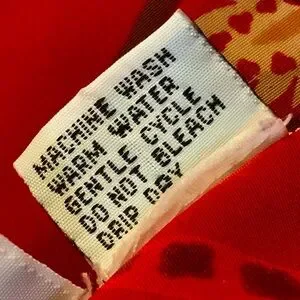 MACHINE WASH
WARM WATER
GENTLE CYCLE
DO NOT BLEACH
DRIP DRY